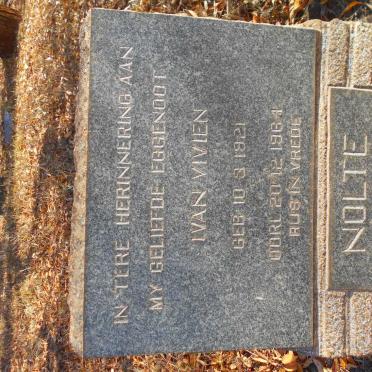 NOLTE
IN TERE HERINNERING AAN
MY GELIEFDE EGGENOOT
IVAN VIVIEN
GEB 10·3·1921
OORL 20·12·1964
RUS IN VREDE